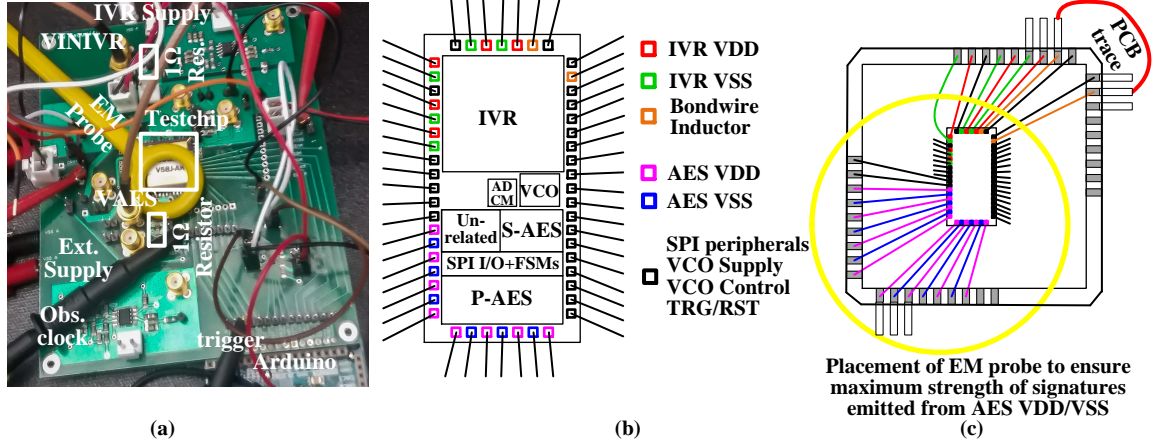 IVR Supply
VINIVR
1Ω
Res.
EM
Probe
Testchip
VSBJ-AR
VAES
1Ω
Resistor
Ext.
Supply
Obs.
clock
trigger
Arduino
(a)
IVR
AD
CM
VCO
Un-
related
S-AES
SPI I/O+FSMs
P-AES
IVR VDD
IVR VSS
Bondwire
Inductor
AES VDD
AES VSS
SPI peripherals
VCO Supply
VCO Control
TRG/RST
(b)
PCB
trace
Placement of EM probe to ensure
maximum strength of signatures
emitted from AES VDD/VSS
(c)